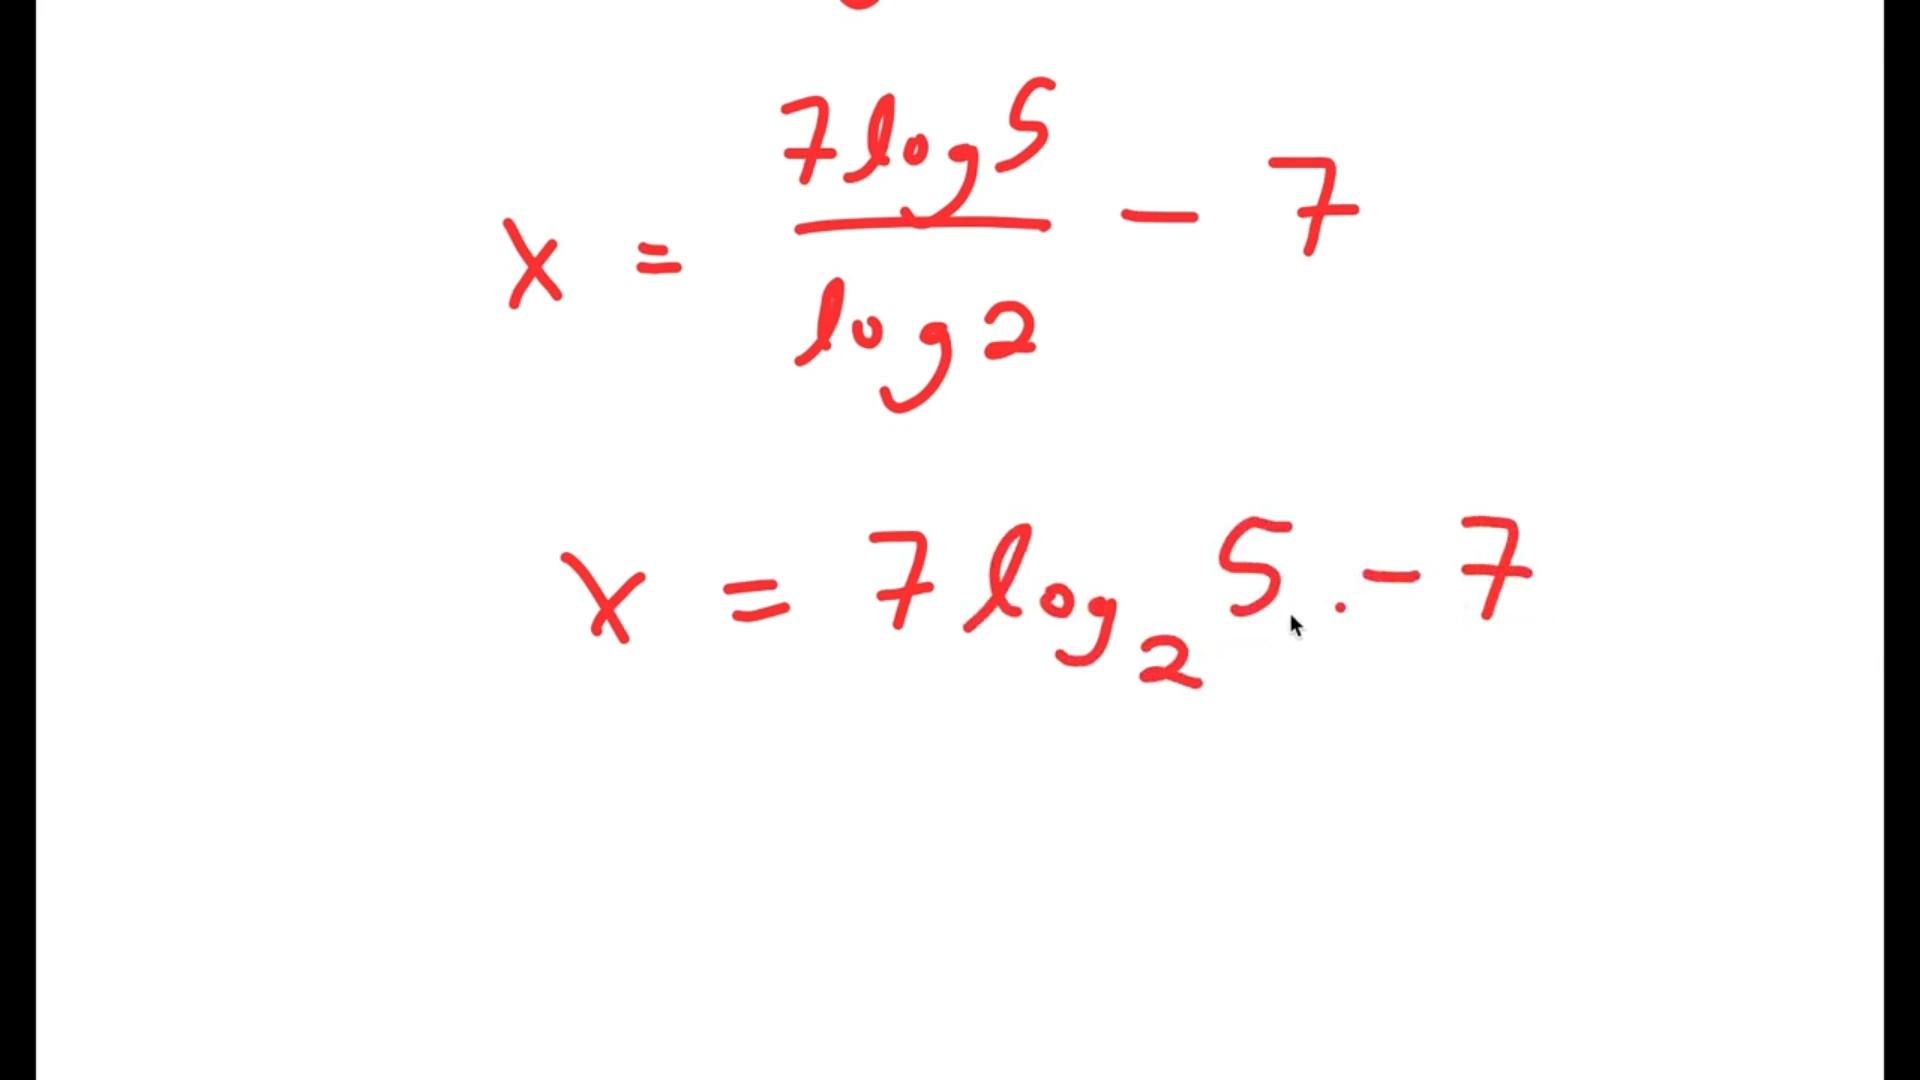 x = 7log5/log2 - 7
x = 7log₂5. - 7